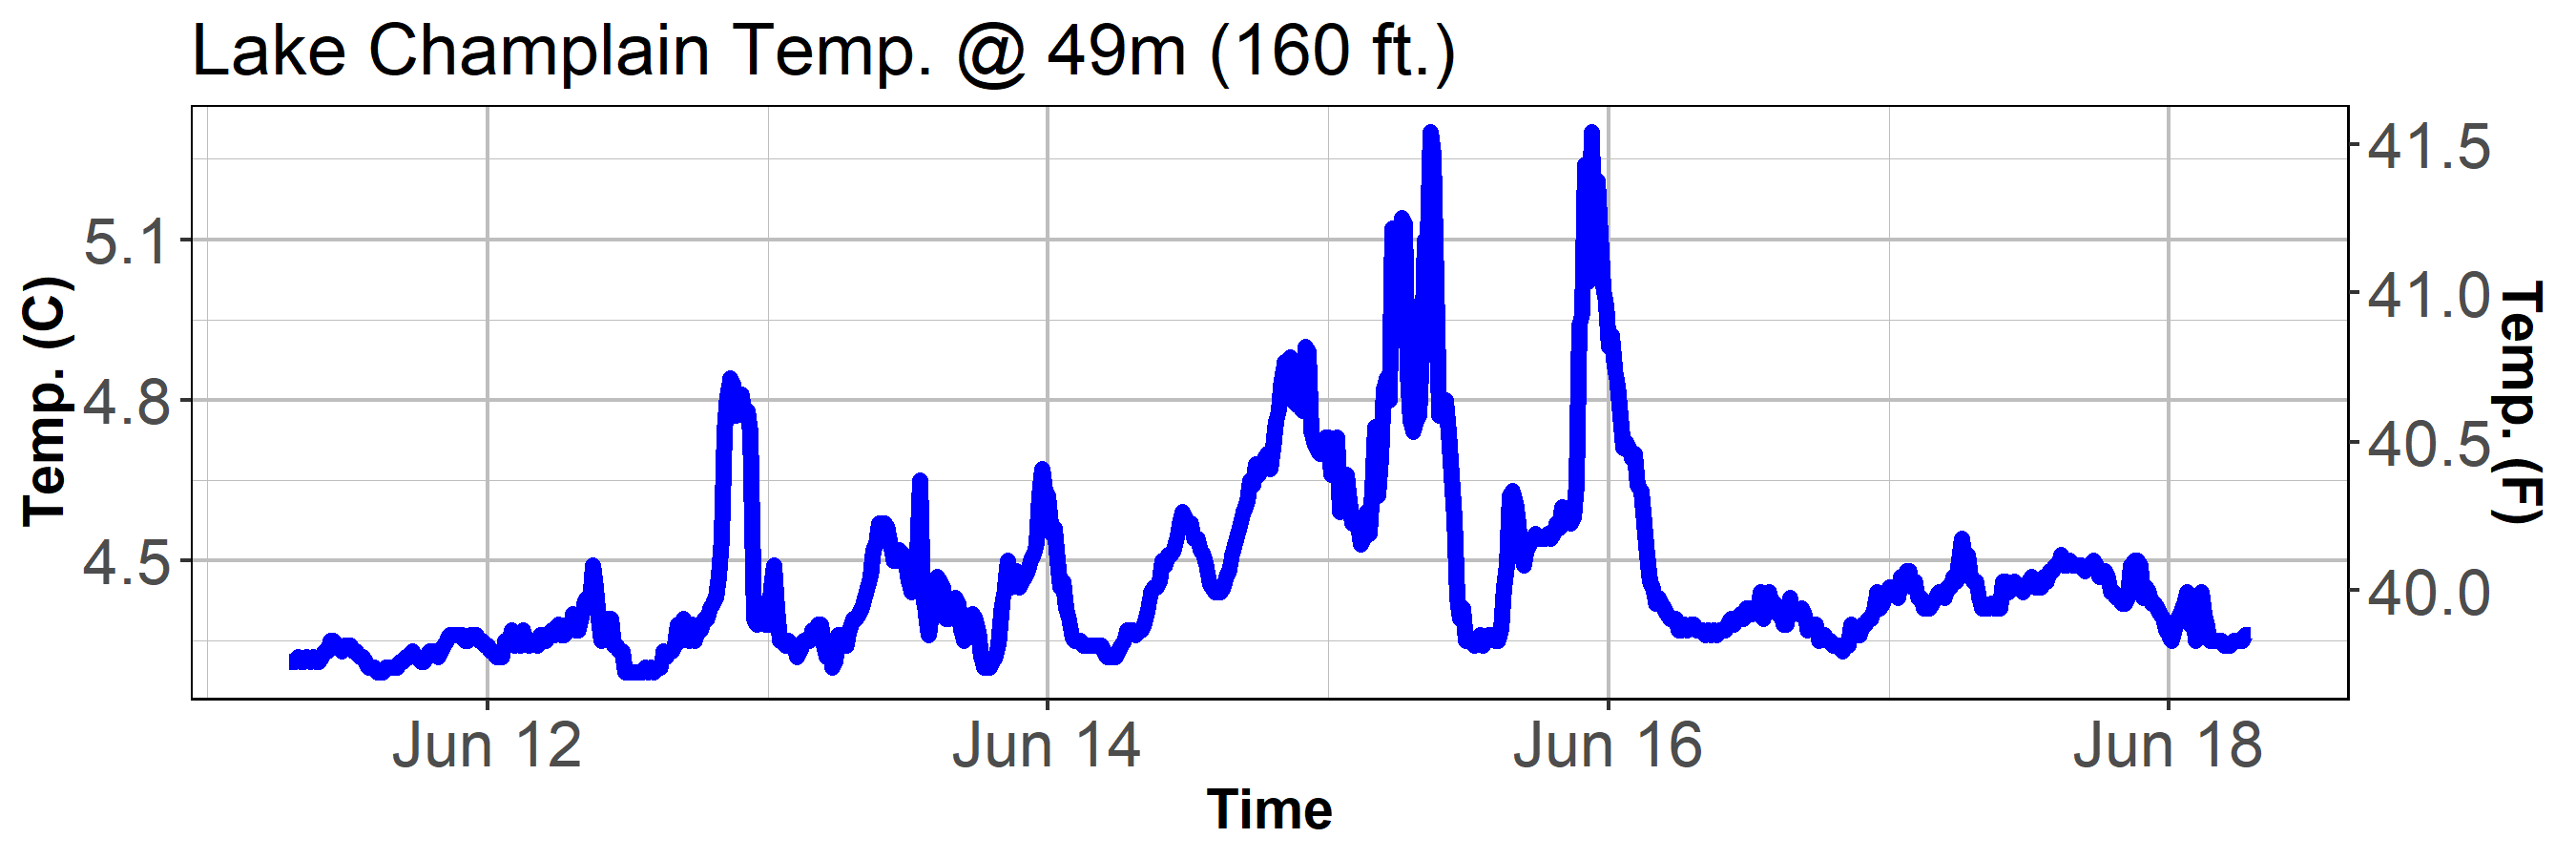 Lake Champlain Temp. @ 49m (160 ft.)
Temp. (C)
5.1
4.8
4.5
41.5
41.0
40.5
40.0
Temp. (F)
Jun 12
Jun 14
Jun 16
Jun 18
Time